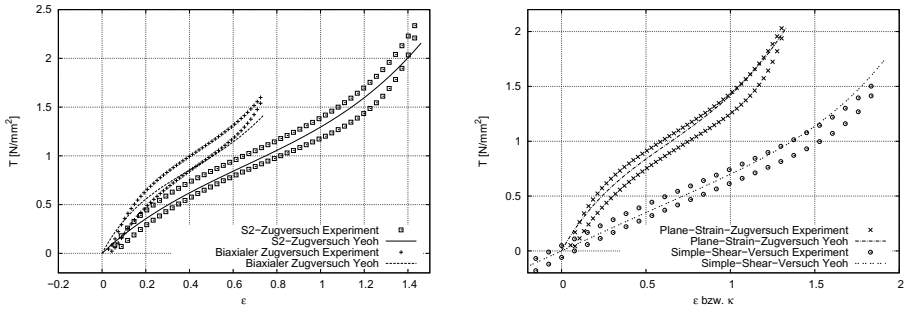 2.5
2
1.5
1
0.5
0
T [N/mm²]
S2−Zugversuch Experiment
S2−Zugversuch Yeoh
Biaxialer Zugversuch Experiment
Biaxialer Zugversuch Yeoh
−0.2 0 0.2 0.4 0.6 0.8 1.0 1.2 1.4
ε
2
1.5
1
0.5
0
T [N/mm²]
Plane−Strain−Zugversuch Experiment
Plane−Strain−Zugversuch Yeoh
Simple−Shear−Versuch Experiment
Simple−Shear−Versuch Yeoh
0 0.5 1 1.5 2
ε bzw. κ